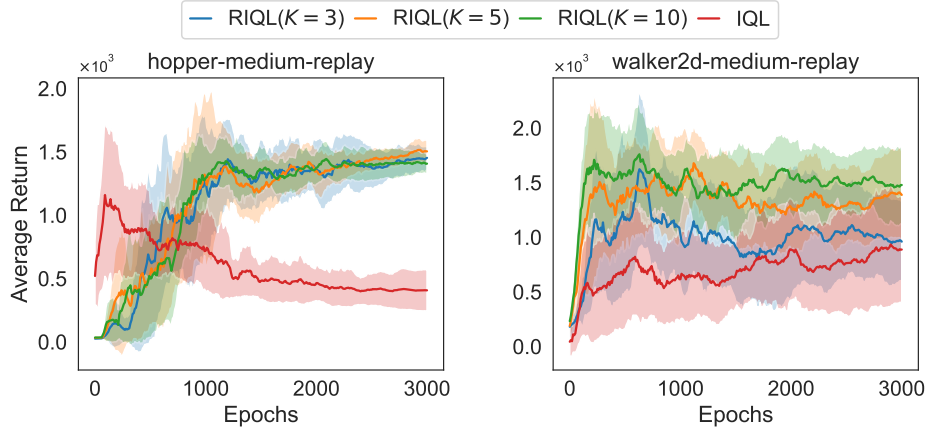 RIQL(K = 3) RIQL(K = 5) RIQL(K = 10) IQL
×10³
hopper-medium-replay
2.0
1.5
1.0
0.5
0.0
Average Return
0 1000 2000 3000
Epochs
×10³
walker2d-medium-replay
2.0
1.5
1.0
0.5
0.0
0 1000 2000 3000
Epochs